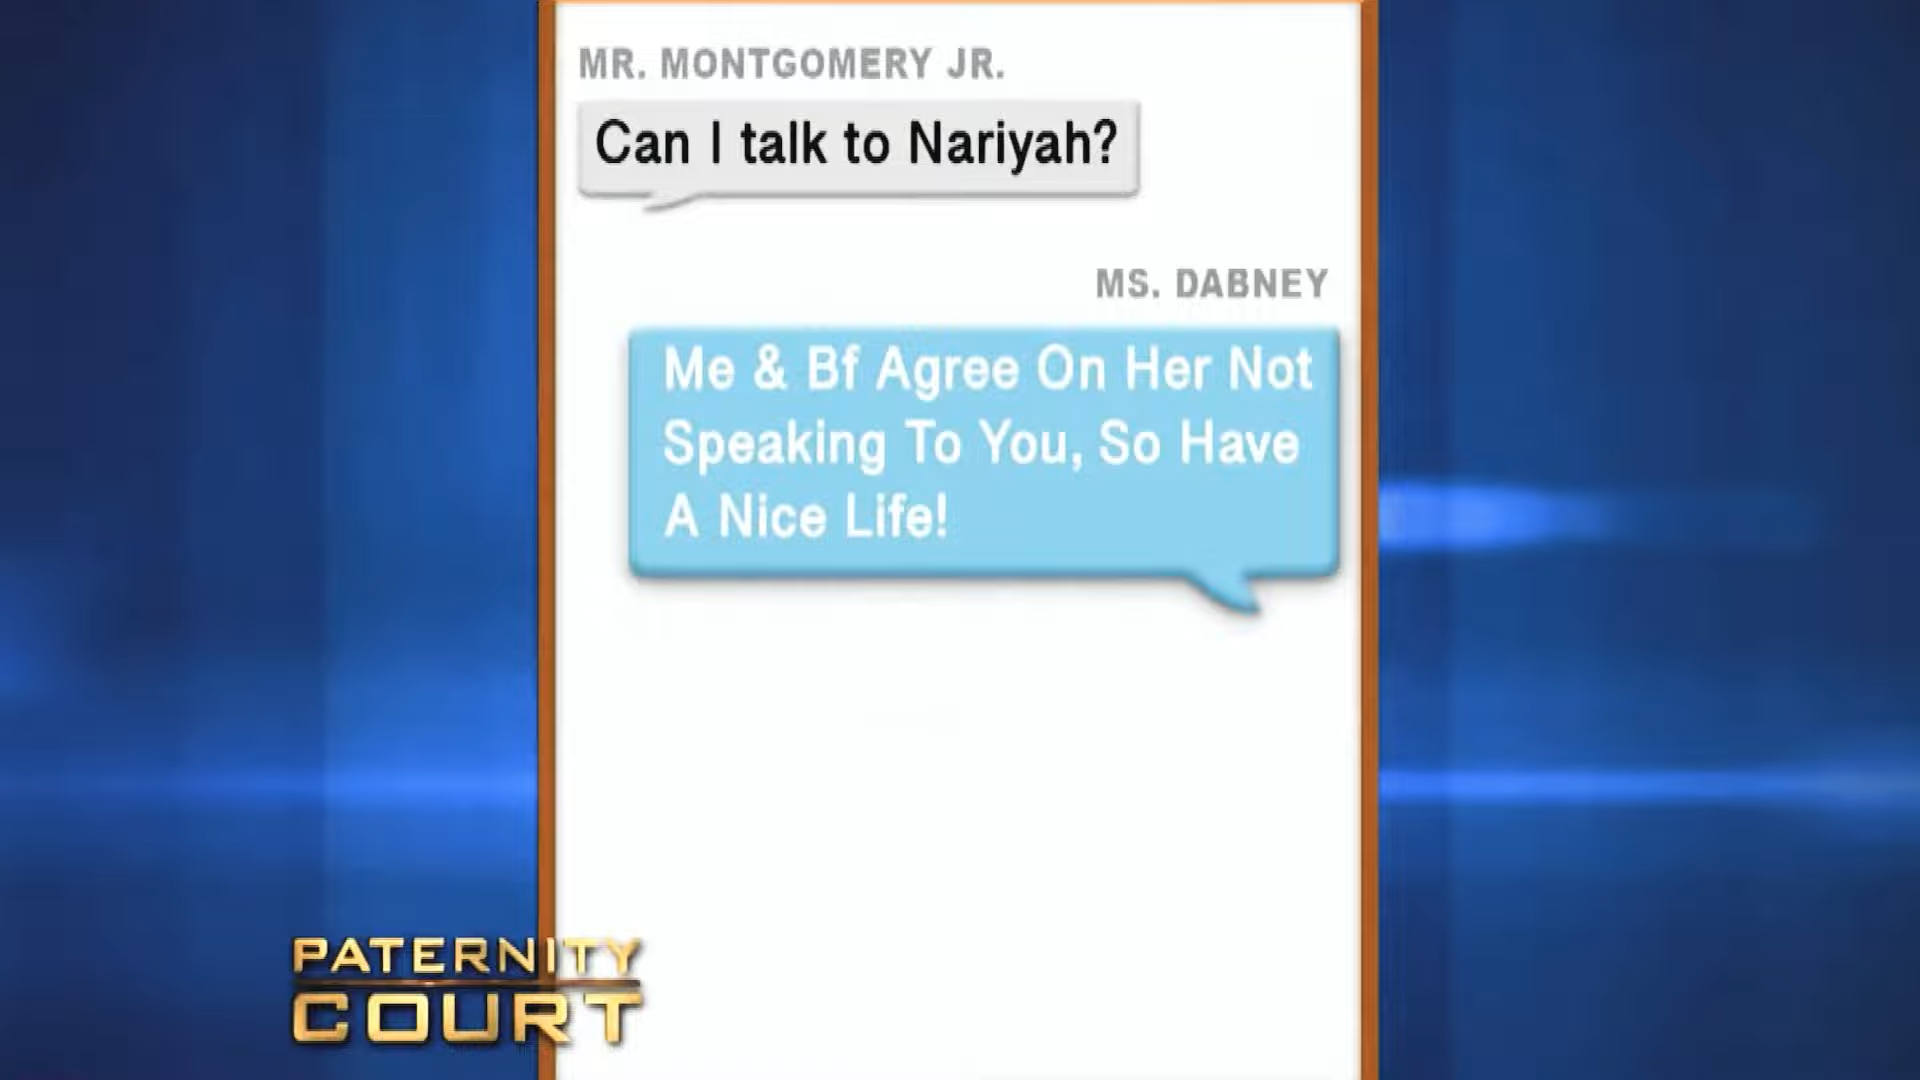 MR. MONTGOMERY JR.
Can I talk to Nariyah?
MS. DABNEY
Me & Bf Agree On Her Not
Speaking To You, So Have
A Nice Life!
PATERNITY
COURT